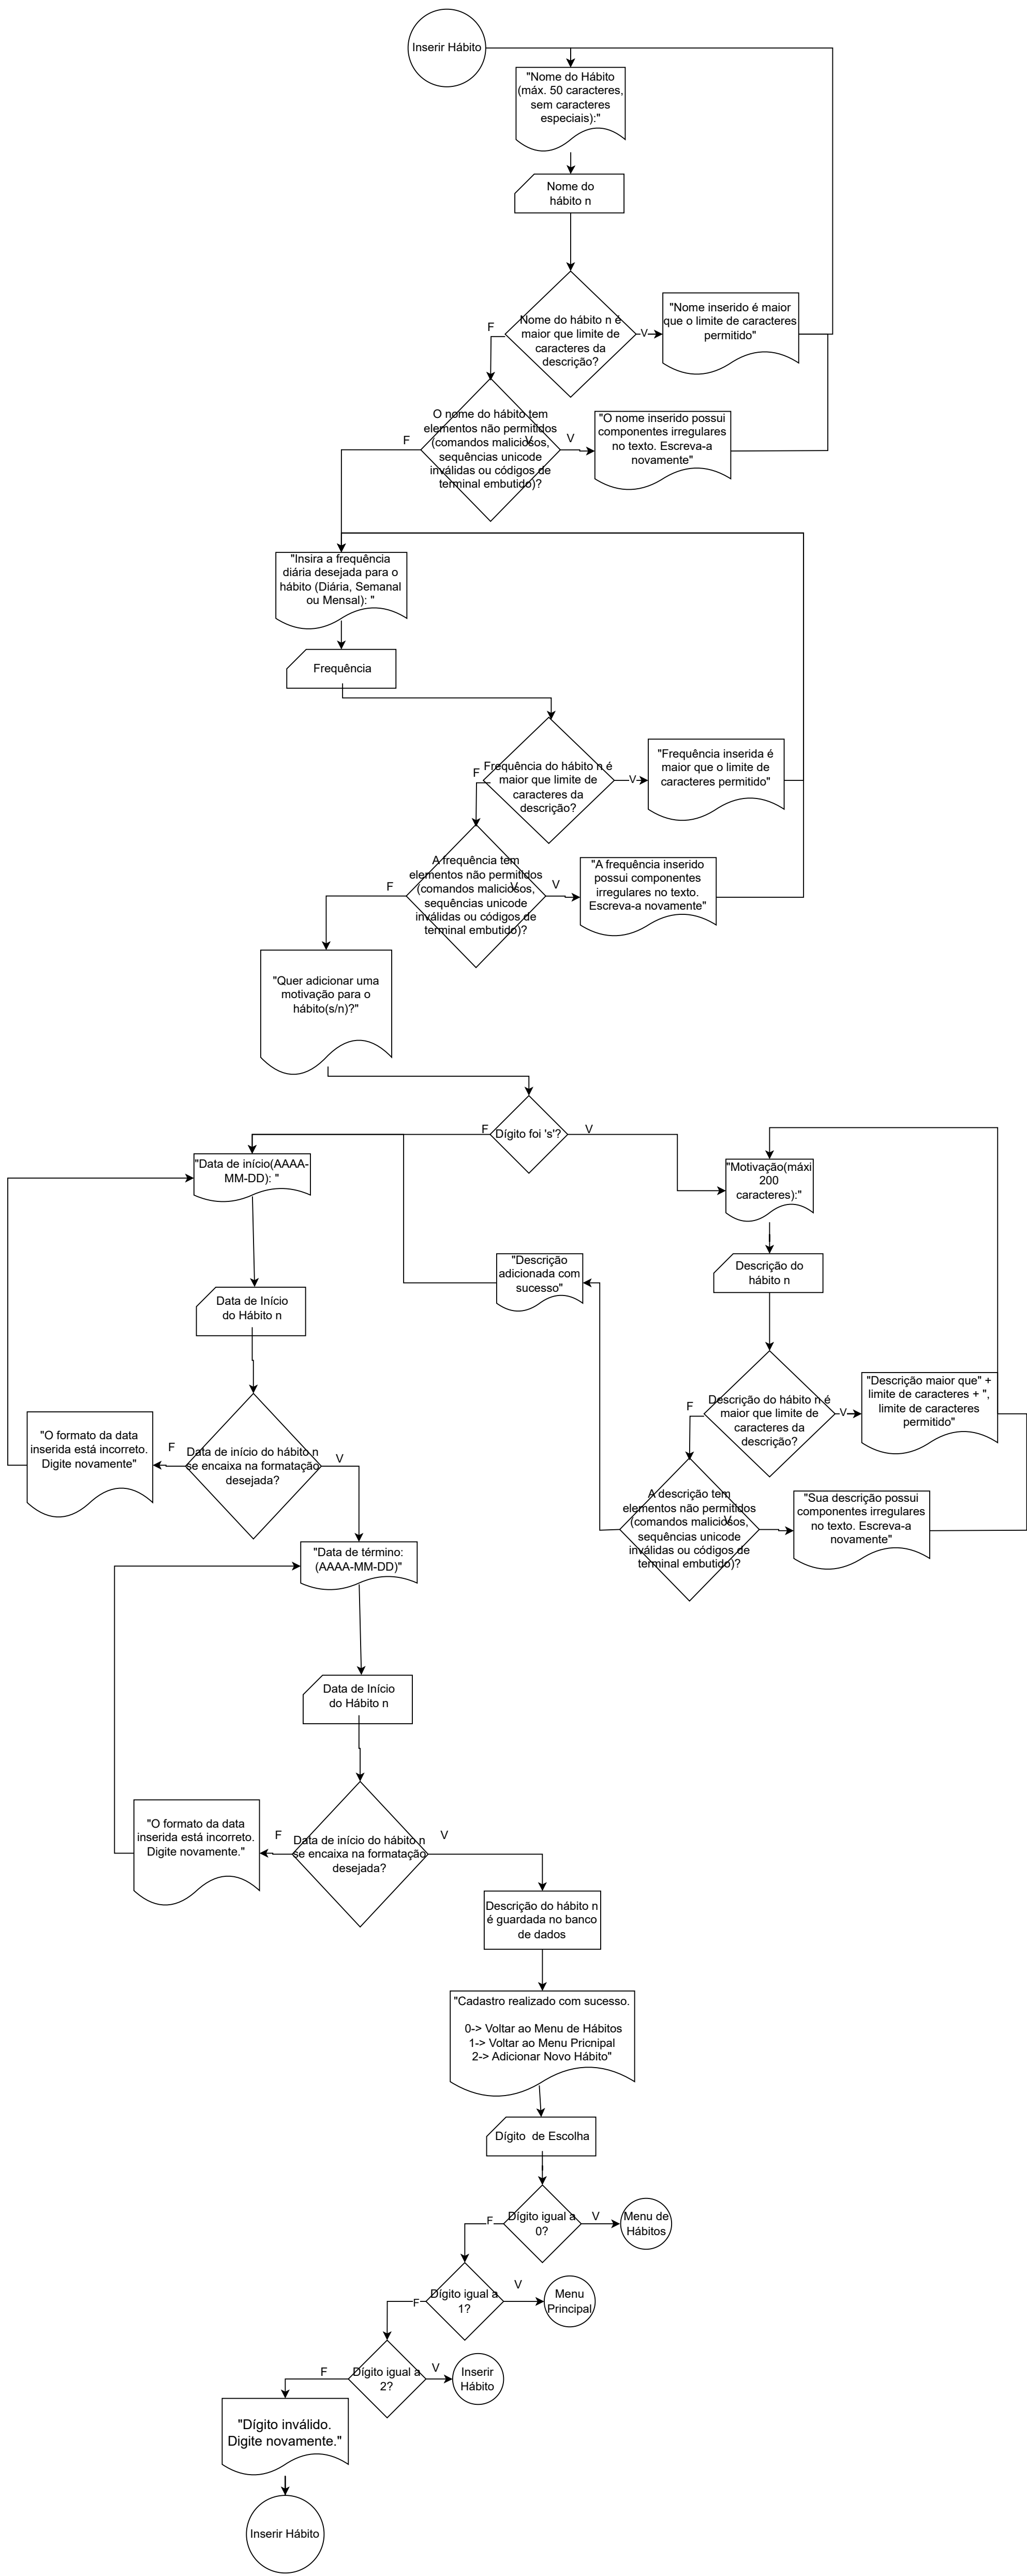 Inserir Hábito
"Nome do Hábito
(máx. 50 caracteres,
sem caracteres
especiais):"
Nome do
hábito n
Nome do hábito n é
maior que limite de
caracteres da
descrição?
F
V
"Nome inserido é maior
que o limite de caracteres
permitido"
O nome do hábito tem
elementos não permitidos
(comandos maliciosos,
sequências unicode
inválidas ou códigos de
terminal embutido)?
F
V
V
"O nome inserido possui
componentes irregulares
no texto. Escreva-a
novamente"
"Insira a frequência
diária desejada para o
hábito (Diária, Semanal
ou Mensal): "
Frequência
Frequência do hábito n é
maior que limite de
caracteres da
descrição?
F
V
"Frequência inserida é
maior que o limite de
caracteres permitido"
A frequência tem
elementos não permitidos
(comandos maliciosos,
sequências unicode
inválidas ou códigos de
terminal embutido)?
F
V
V
"A frequência inserido
possui componentes
irregulares no texto.
Escreva-a novamente"
"Quer adicionar uma
motivação para o
hábito(s/n)?"
Dígito foi 's'?
F
V
"Data de início(AAAA-
MM-DD): "
"Motivação(máxi
200
caracteres):"
Descrição do
hábito n
"Descrição
adicionada com
sucesso"
Data de Início
do Hábito n
Descrição do hábito n é
maior que limite de
caracteres da
descrição?
F
V
"Descrição maior que" +
limite de caracteres + ",
limite de caracteres
permitido"
Data de início do hábito n
se encaixa na formatação
desejada?
F
V
"O formato da data
inserida está incorreto.
Digite novamente"
A descrição tem
elementos não permitidos
(comandos maliciosos,
sequências unicode
inválidas ou códigos de
terminal embutido)?
V
"Sua descrição possui
componentes irregulares
no texto. Escreva-a
novamente"
"Data de término:
(AAAA-MM-DD)"
Data de Início
do Hábito n
Data de início do hábito n
se encaixa na formatação
desejada?
F
V
"O formato da data
inserida está incorreto.
Digite novamente."
Descrição do hábito n
é guardada no banco
de dados
"Cadastro realizado com sucesso.
0-> Voltar ao Menu de Hábitos
1-> Voltar ao Menu Pricnipal
2-> Adicionar Novo Hábito"
Dígito de Escolha
Dígito igual a
0?
F
V
Menu de
Hábitos
Dígito igual a
1?
F
V
Menu
Principal
Dígito igual a
2?
F
V
Inserir
Hábito
"Dígito inválido.
Digite novamente."
Inserir Hábito